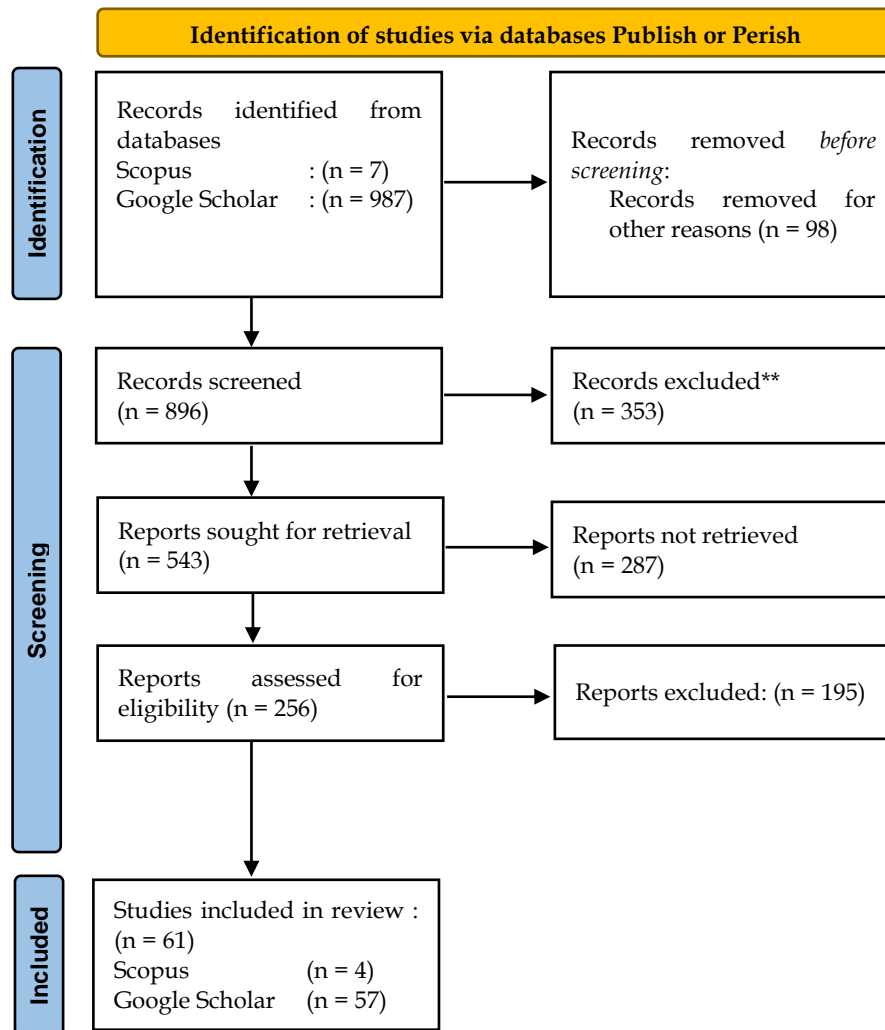 Identification of studies via databases Publish or Perish
Identification
Records identified from
databases
Scopus : (n = 7)
Google Scholar : (n = 987)
Records removed before
screening:
Records removed for
other reasons (n = 98)
Screening
Records screened
(n = 896)
Records excluded**
(n = 353)
Reports sought for retrieval
(n = 543)
Reports not retrieved
(n = 287)
Reports assessed for
eligibility (n = 256)
Reports excluded: (n = 195)
Included
Studies included in review :
(n = 61)
Scopus (n = 4)
Google Scholar (n = 57)